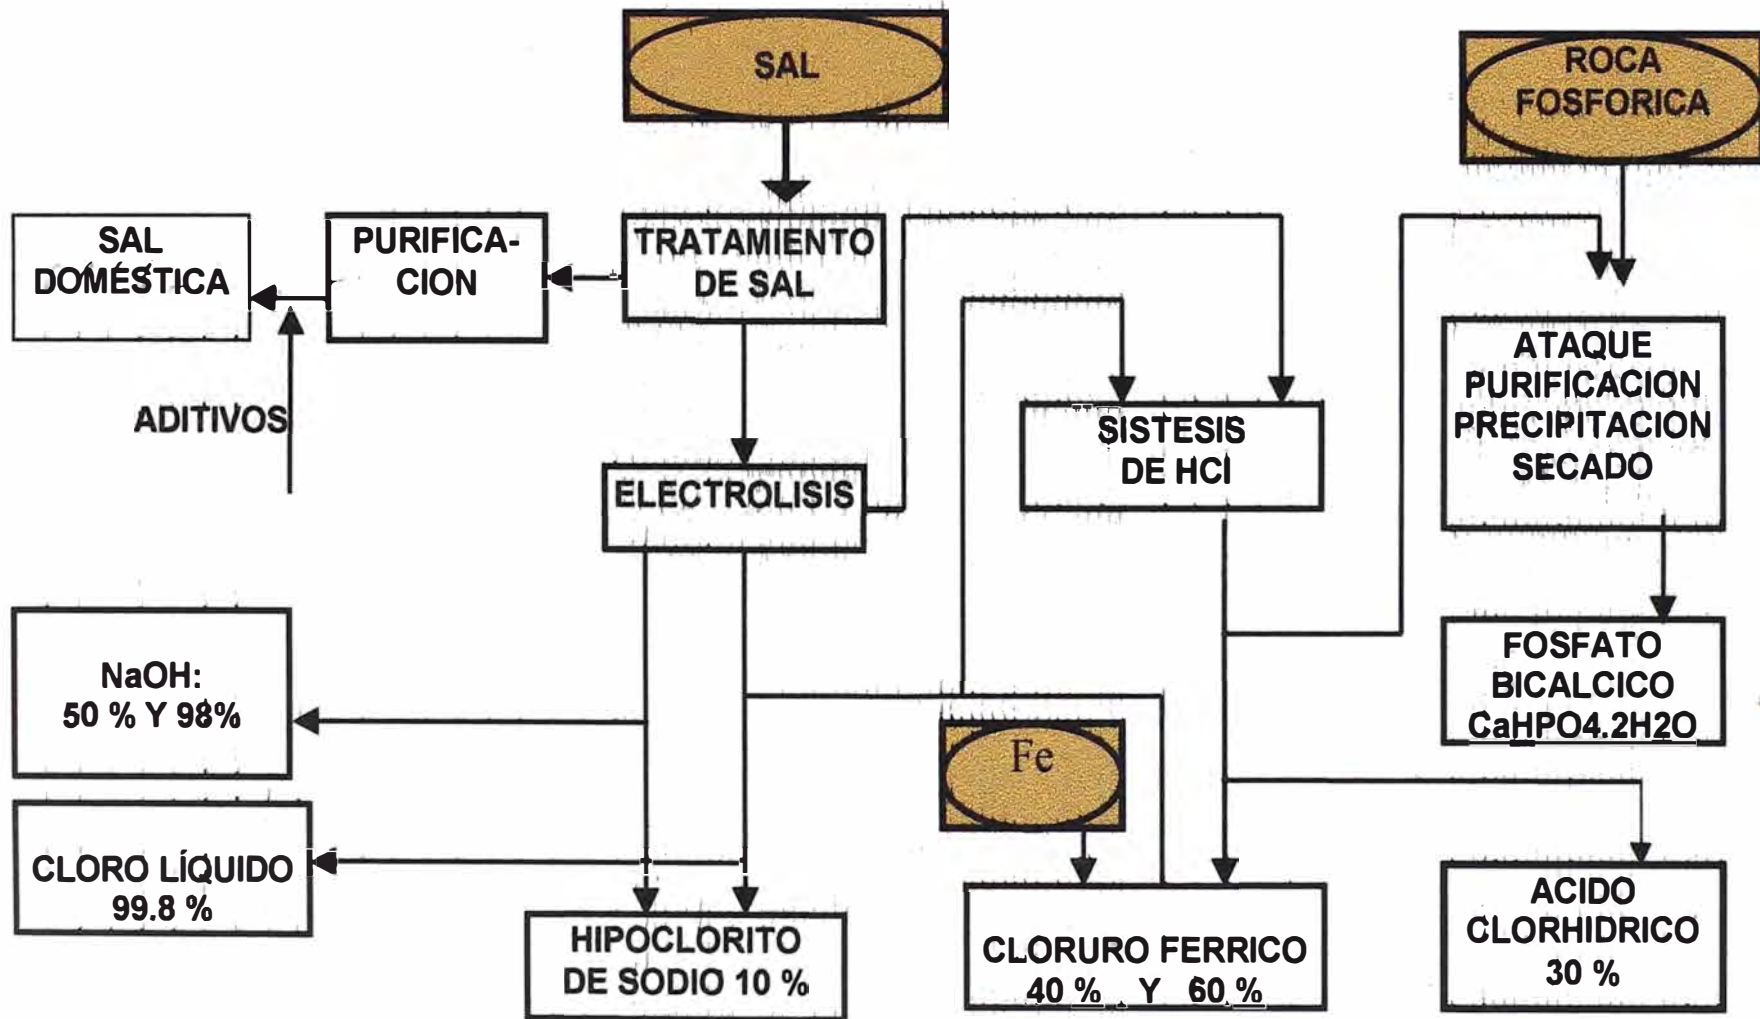 SAL
ROCA
FOSFORICA
SAL
DOMÉSTICA
PURIFICA-
CION
TRATAMIENTO
DE SAL
ADITIVOS
ELECTROLISIS
SISTESIS
DE HCl
ATAQUE
PURIFICACION
PRECIPITACION
SECADO
NaOH:
50 % Y 98%
FOSFATO
BICALCICO
CaHPO4.2H2O
Fe
CLORO LÍQUIDO
99.8 %
HIPOCLORITO
DE SODIO 10 %
CLORURO FERRICO
40 % Y 60 %
ACIDO
CLORHIDRICO
30 %